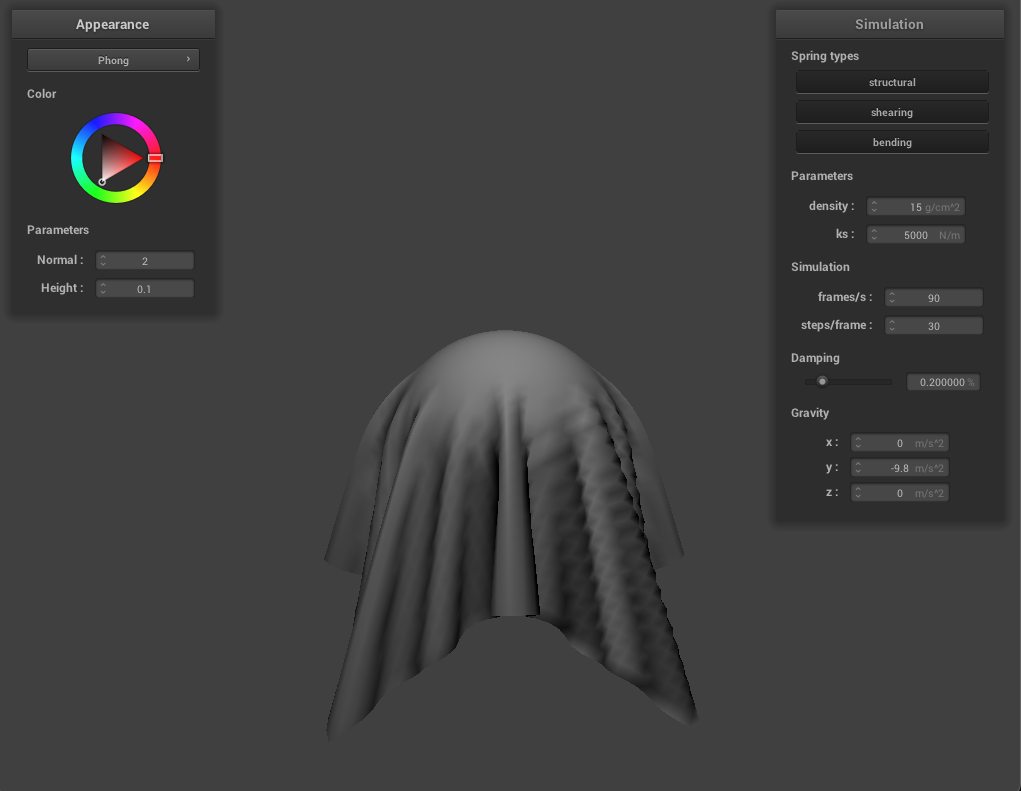 Appearance
Phong
Color
Parameters
Normal : 2
Height : 0.1
Simulation
Spring types
structural
shearing
bending
Parameters
density : 15 g/cm^2
ks : 5000 N/m
Simulation
frames/s : 90
steps/frame : 30
Damping
0.200000 %
Gravity
x : 0 m/s^2
y : -9.8 m/s^2
z : 0 m/s^2